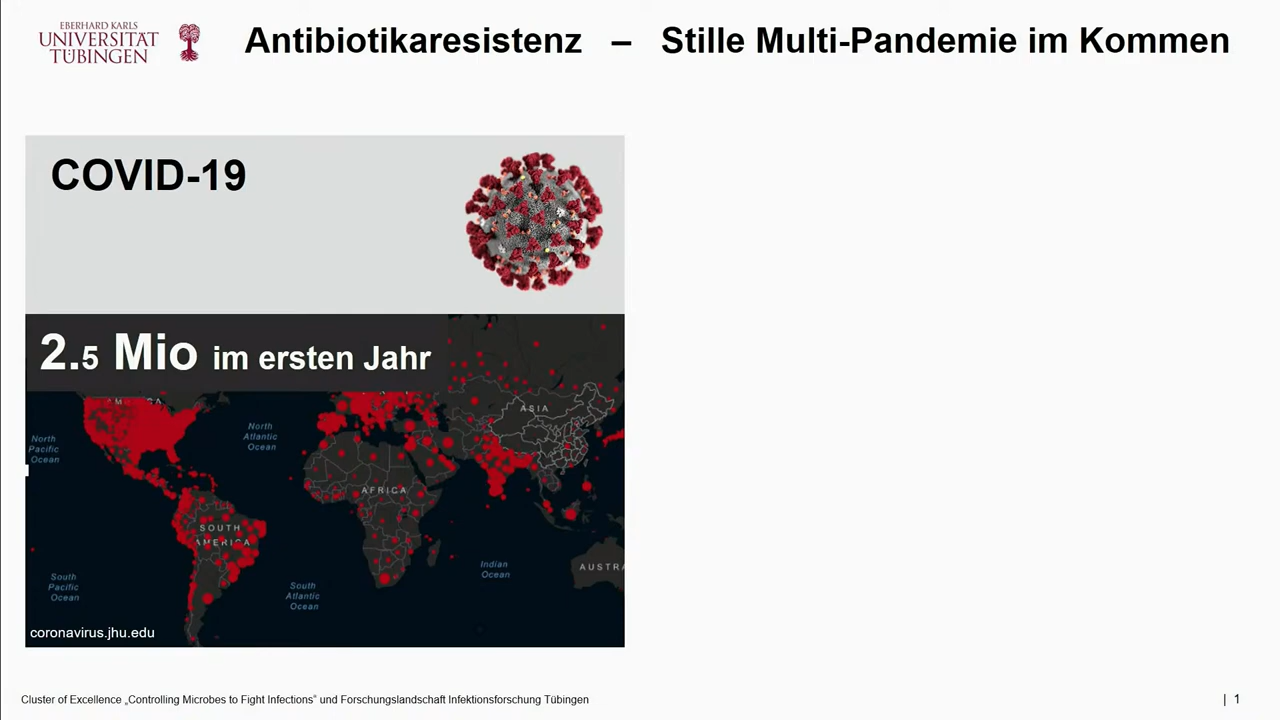 EBERHARD KARLS
UNIVERSITÄT
TÜBINGEN
Antibiotikaresistenz – Stille Multi-Pandemie im Kommen
COVID-19
2.5 Mio im ersten Jahr
AMERICA
ASIA
North
Pacific
Ocean
North
Atlantic
Ocean
AFRICA
SOUTH
AMERICA
Indian
Ocean
AUSTRA
South
Pacific
Ocean
South
Atlantic
Ocean
coronavirus.jhu.edu
Cluster of Excellence „Controlling Microbes to Fight Infections“ und Forschungslandschaft Infektionsforschung Tübingen
| 1